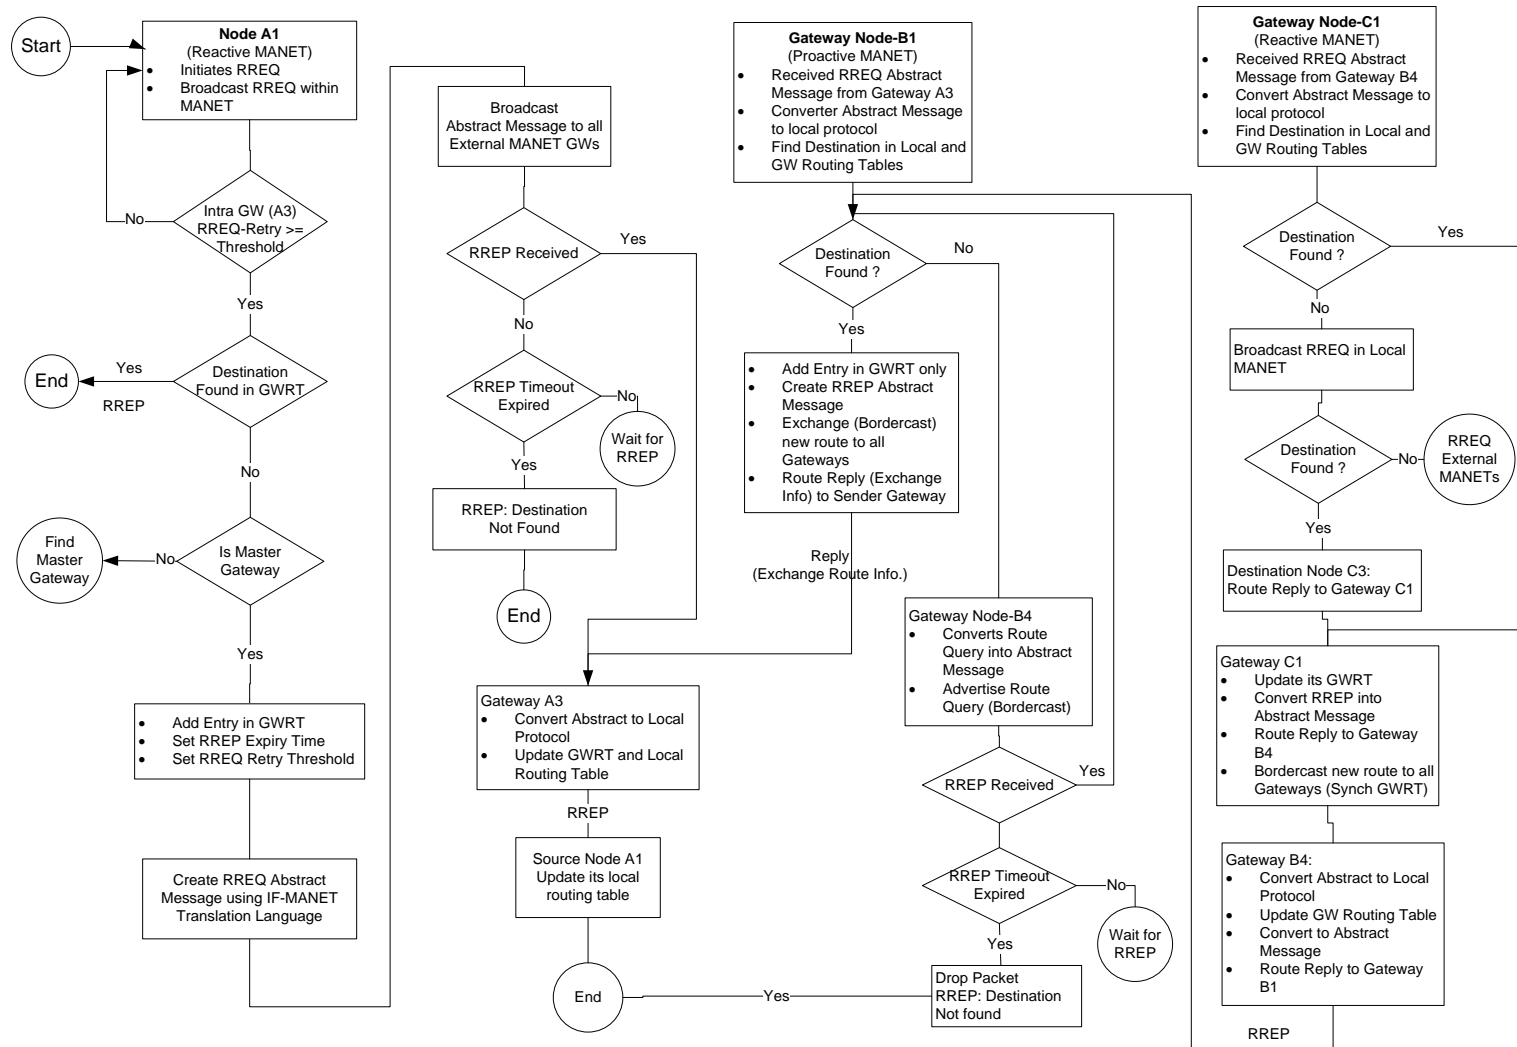 Start
Node A1
(Reactive MANET)
• Initiates RREQ
• Broadcast RREQ within
MANET
No
Intra GW (A3)
RREQ-Retry >=
Threshold
Yes
Destination
Found in GWRT
Yes
RREP
End
No
Is Master
Gateway
No
Find
Master
Gateway
Yes
• Add Entry in GWRT
• Set RREP Expiry Time
• Set RREQ Retry Threshold
Create RREQ Abstract
Message using IF-MANET
Translation Language
Broadcast
Abstract Message to all
External MANET GWs
RREP Received
Yes
No
RREP Timeout
Expired
No
Wait for
RREP
Yes
RREP: Destination
Not Found
End
Gateway A3
• Convert Abstract to Local
Protocol
• Update GWRT and Local
Routing Table
RREP
Source Node A1
Update its local
routing table
End
Gateway Node-B1
(Proactive MANET)
• Received RREQ Abstract
Message from Gateway A3
• Converter Abstract Message
to local protocol
• Find Destination in Local and
GW Routing Tables
Destination
Found ?
No
Yes
• Add Entry in GWRT only
• Create RREP Abstract
Message
• Exchange (Bordercast)
new route to all
Gateways
• Route Reply (Exchange
Info) to Sender Gateway
Reply
(Exchange Route Info.)
Gateway Node-B4
• Converts Route
Query into Abstract
Message
• Advertise Route
Query (Bordercast)
RREP Received
Yes
RREP Timeout
Expired
No
Wait for
RREP
Yes
Drop Packet
RREP: Destination
Not found
Yes
Gateway Node-C1
(Reactive MANET)
• Received RREQ Abstract
Message from Gateway B4
• Convert Abstract Message to
local protocol
• Find Destination in Local and
GW Routing Tables
Destination
Found ?
Yes
No
Broadcast RREQ in Local
MANET
Destination
Found ?
No
RREQ
External
MANETs
Yes
Destination Node C3:
Route Reply to Gateway C1
Gateway C1
• Update its GWRT
• Convert RREP into
Abstract Message
• Route Reply to Gateway
B4
• Bordercast new route to all
Gateways (Synch GWRT)
Gateway B4:
• Convert Abstract to Local
Protocol
• Update GW Routing Table
• Convert to Abstract
Message
• Route Reply to Gateway
B1
RREP